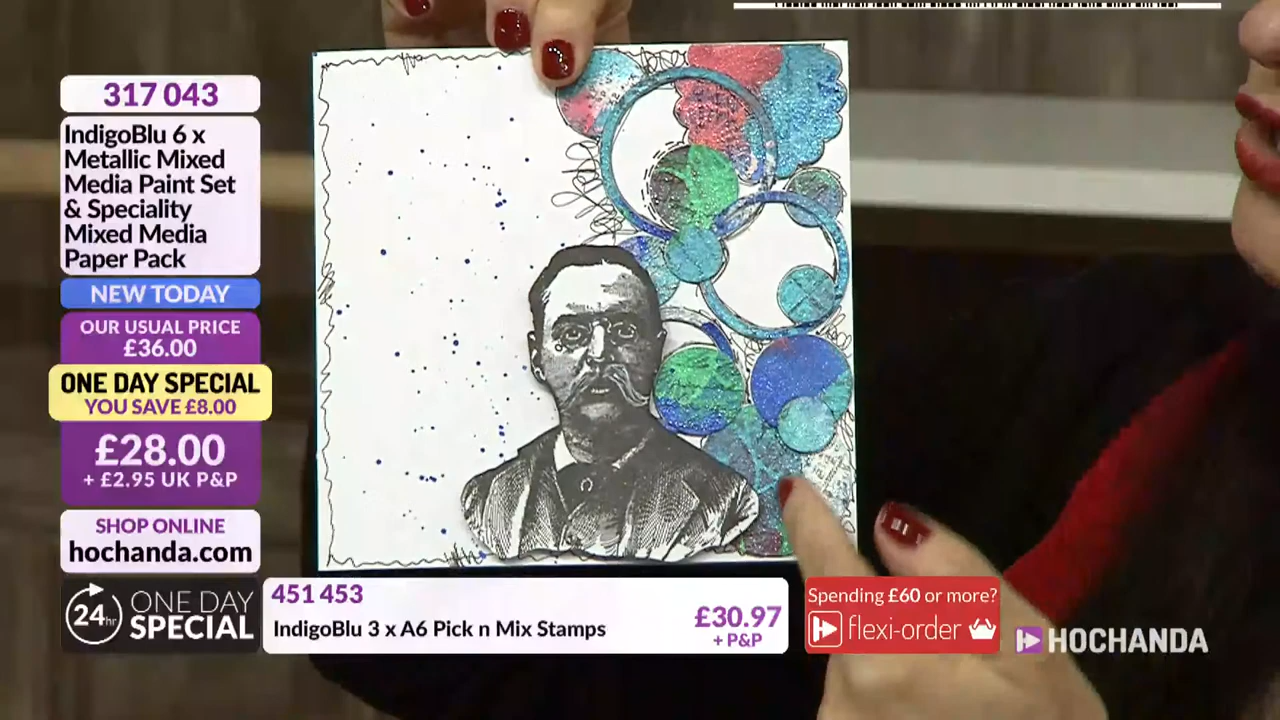 317 043
IndigoBlu 6 x
Metallic Mixed
Media Paint Set
& Speciality
Mixed Media
Paper Pack
NEW TODAY
OUR USUAL PRICE
£36.00
ONE DAY SPECIAL
YOU SAVE £8.00
£28.00
+ £2.95 UK P&P
SHOP ONLINE
hochanda.com
24hr ONE DAY
SPECIAL
451 453
IndigoBlu 3 x A6 Pick n Mix Stamps
£30.97
+ P&P
Spending £60 or more?
flexi-order
HOCHANDA